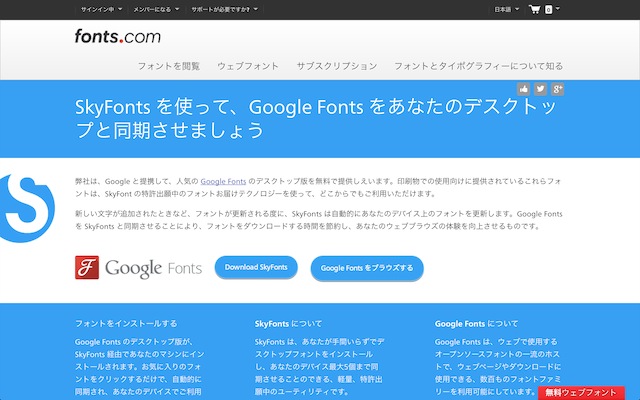 サインイン中
メンバーになる
サポートが必要ですか?
日本語
0
fonts.com
フォントを閲覧
ウェブフォント
サブスクリプション
フォントとタイポグラフィーについて知る
SkyFonts を使って、Google Fonts をあなたのデスクトッ
プと同期させましょう
弊社は、Google と提携して、人気の Google Fonts のデスクトップ版を無料で提供しえいます。印刷物での使用向けに提供されているこれらフォ
ントは、SkyFont の特許出願中のフォントお届けテクノロジーを使って、どこからでもご利用いただけます。
新しい文字が追加されたときなど、フォントが更新される度に、SkyFonts は自動的にあなたのデバイス上のフォントを更新します。Google Fonts
を SkyFonts と同期させることにより、フォントをダウンロードする時間を節約し、あなたのウェブブラウズの体験を向上させるものです。
Google Fonts
Download SkyFonts
Google Fonts をブラウズする
フォントをインストールする
Google Fonts のデスクトップ版が、
SkyFonts 経由であなたのマシンにイン
ストールされます。お気に入りのフォ
ントをクリックするだけで、自動的に
同期され、あなたのデバイスでご利用
SkyFonts について
SkyFonts は、あなたが手間いらずでデ
スクトップフォントをインストール
し、あなたのデバイス最大5個まで同
期させることのできる、軽量、特許出
願中のユーティリティです。
Google Fonts について
Google Fonts は、ウェブで使用する
オープンソースフォントの一流のホス
トで、ウェブページやダウンロードに
使用できる、数百ものフォントファミ
リーを利用可能にしています。
無料ウェブフォント